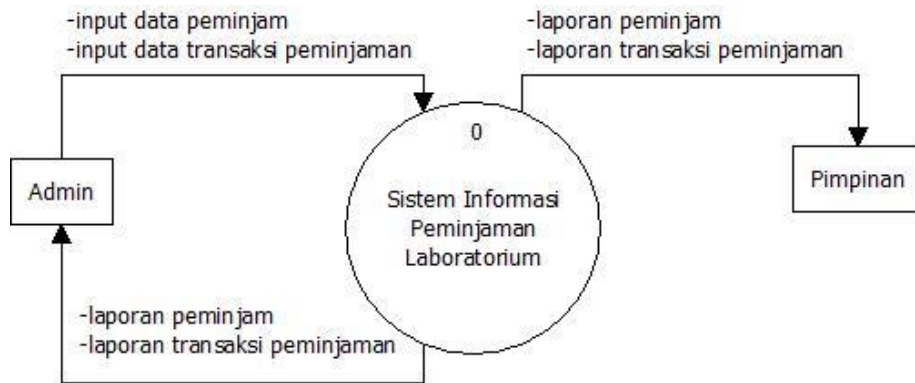 -input data peminjam
-input data transaksi peminjaman
-laporan peminjam
-laporan transaksi peminjaman
0
Admin
Sistem Informasi
Peminjaman
Laboratorium
Pimpinan
-laporan peminjam
-laporan transaksi peminjaman